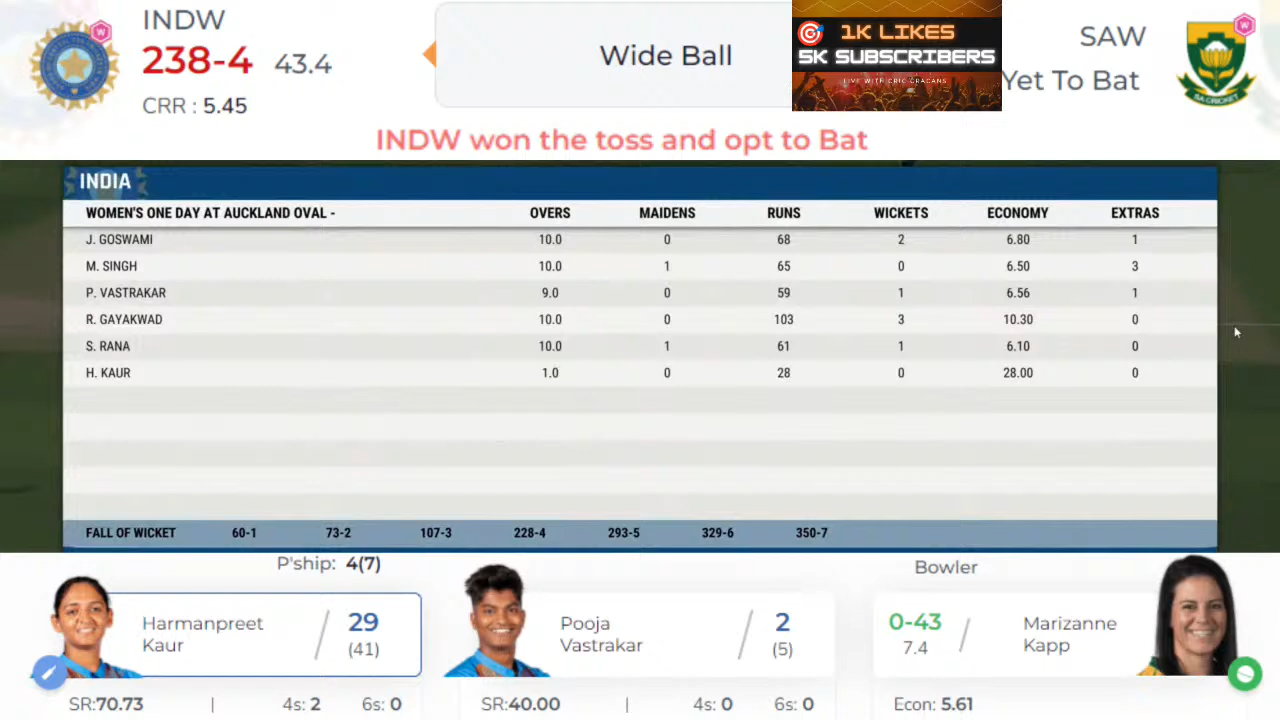 INDW
238-4 43.4
CRR : 5.45
Wide Ball
1K LIKES
5K SUBSCRIBERS
LIVE WITH CRIC DRACANS
SAW
Yet To Bat
SA CRICKET
INDW won the toss and opt to Bat
INDIA
WOMEN'S ONE DAY AT AUCKLAND OVAL - OVERS MAIDENS RUNS WICKETS ECONOMY EXTRAS
J. GOSWAMI 10.0 0 68 2 6.80 1
M. SINGH 10.0 1 65 0 6.50 3
P. VASTRAKAR 9.0 0 59 1 6.56 1
R. GAYAKWAD 10.0 0 103 3 10.30 0
S. RANA 10.0 1 61 1 6.10 0
H. KAUR 1.0 0 28 0 28.00 0
FALL OF WICKET 60-1 73-2 107-3 228-4 293-5 329-6 350-7
P'ship: 4(7)
Bowler
Harmanpreet Kaur / 29 (41)
Pooja Vastrakar / 2 (5)
0-43 7.4 / Marizanne Kapp
SR:70.73 | 4s: 2 6s: 0
SR:40.00 | 4s: 0 6s: 0
Econ: 5.61